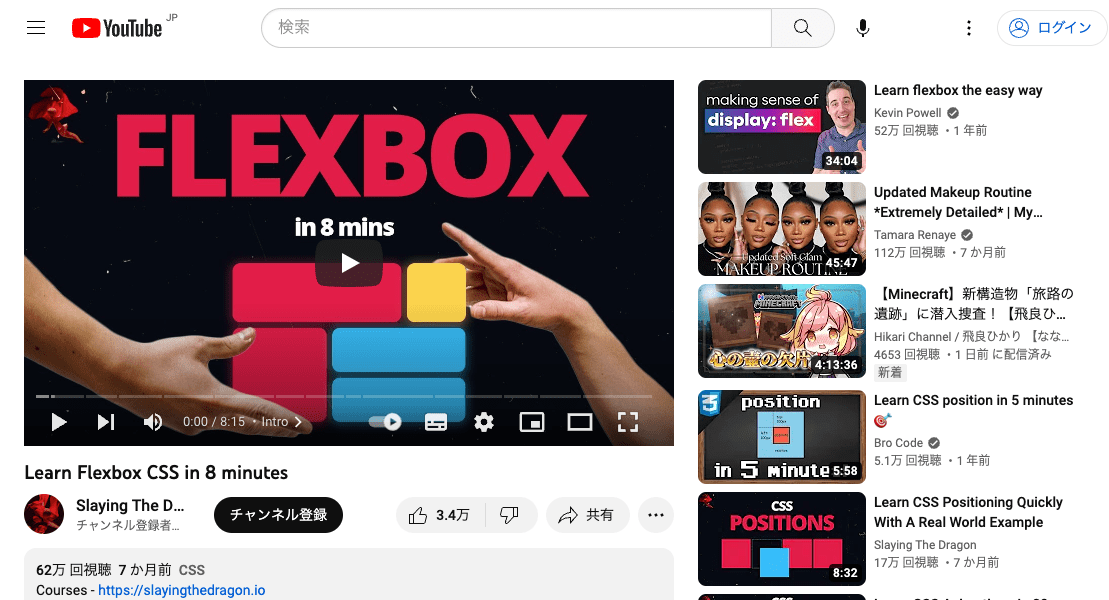 YouTube JP
検索
ログイン
FLEXBOX
in 8 mins
0:00 / 8:15 • Intro
Learn Flexbox CSS in 8 minutes
Slaying The D...
チャンネル登録者...
チャンネル登録
3.4万
共有
62万 回視聴 7 か月前 CSS
Courses - https://slayingthedragon.io
making sense of
display: flex
34:04
Learn flexbox the easy way
Kevin Powell
52万 回視聴 • 1 年前
Updated Soft Glam
MAKEUP ROUTINE
45:47
Updated Makeup Routine
*Extremely Detailed* | My...
Tamara Renaye
112万 回視聴 • 7 か月前
MINECRAFT
心の壷の欠片
4:13:36
【Minecraft】新構造物「旅路の
遺跡」に潜入捜査！【飛良ひ...
Hikari Channel / 飛良ひかり 【なな...
4653 回視聴 • 1 日前 に配信済み
新着
position
in 5 minute
5:58
Learn CSS position in 5 minutes
🎯
Bro Code
5.1万 回視聴 • 1 年前
CSS
POSITIONS
8:32
Learn CSS Positioning Quickly
With A Real World Example
Slaying The Dragon
17万 回視聴 • 7 か月前